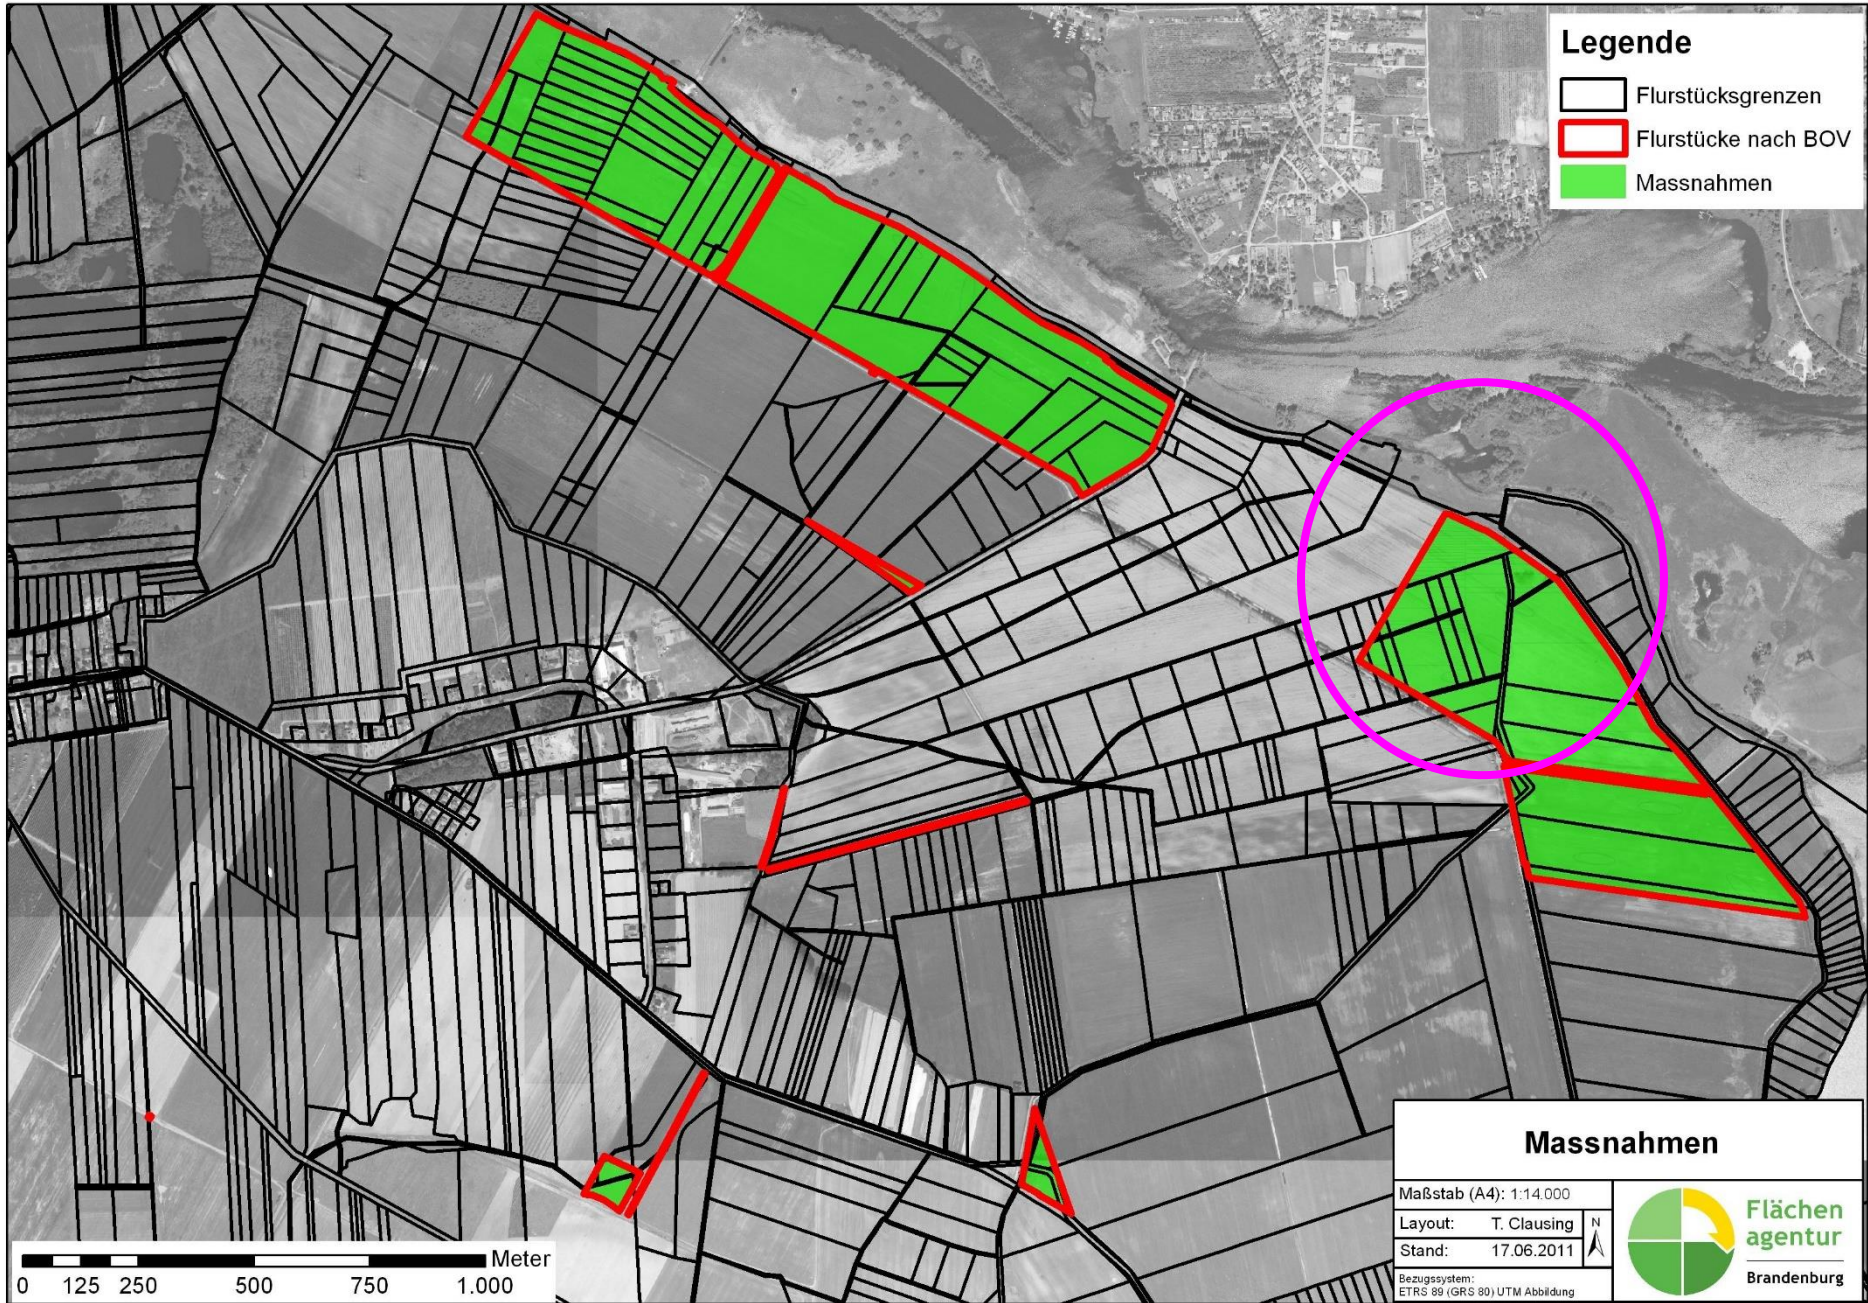 Legende
Flurstücksgrenzen
Flurstücke nach BOV
Massnahmen
Meter
0 125 250 500 750 1.000
Massnahmen
Maßstab (A4): 1:14.000
Layout: T. Clausing
Stand: 17.06.2011
N
Bezugssystem:
ETRS 89 (GRS 80) UTM Abbildung
Flächen
agentur
Brandenburg